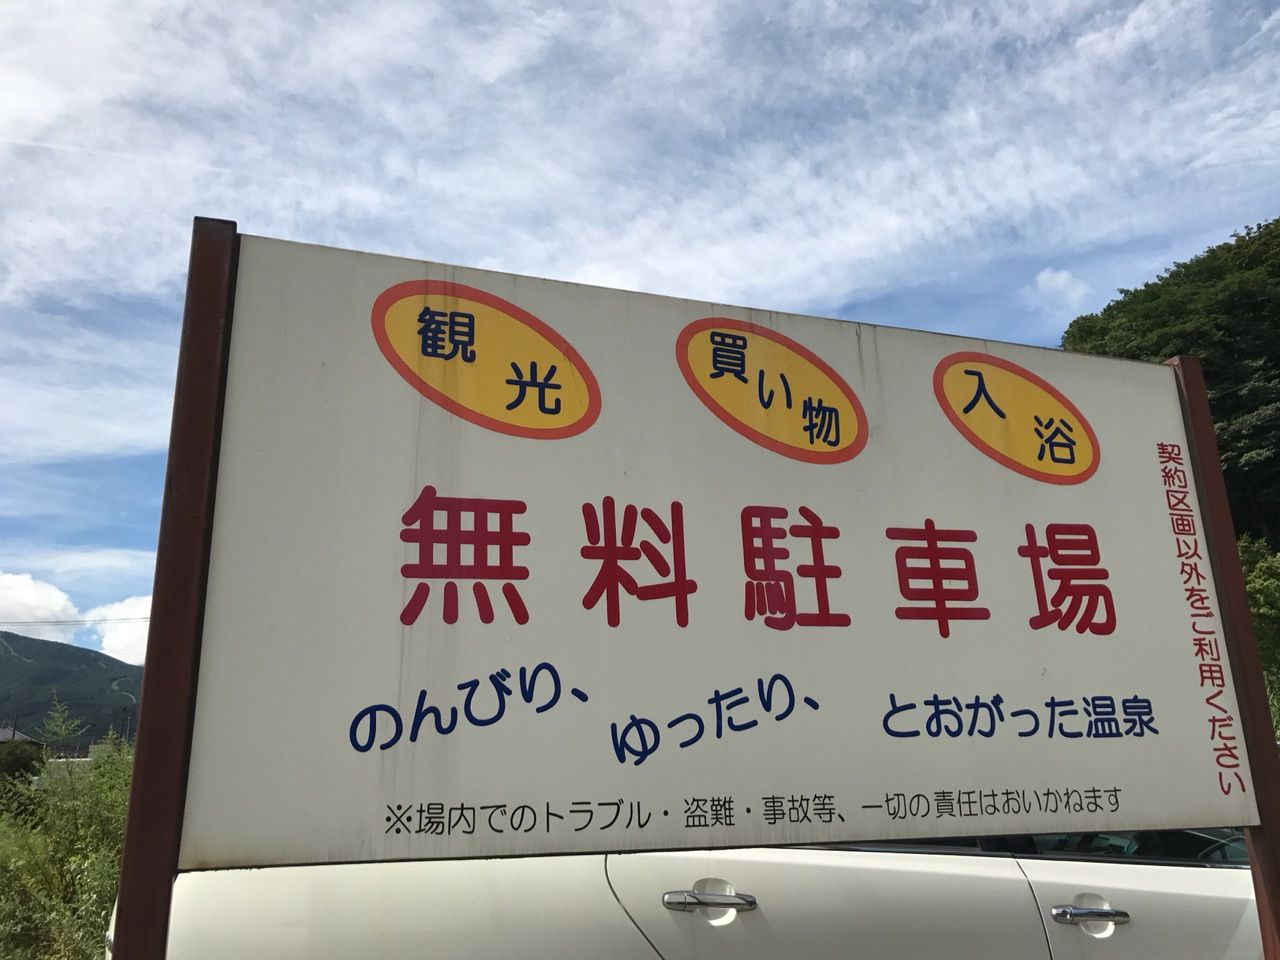 観光
買い物
入浴
無料駐車場
のんびり、ゆったり、とおがった温泉
※場内でのトラブル・盗難・事故等、一切の責任はおいかねます
契約区画以外をご利用ください